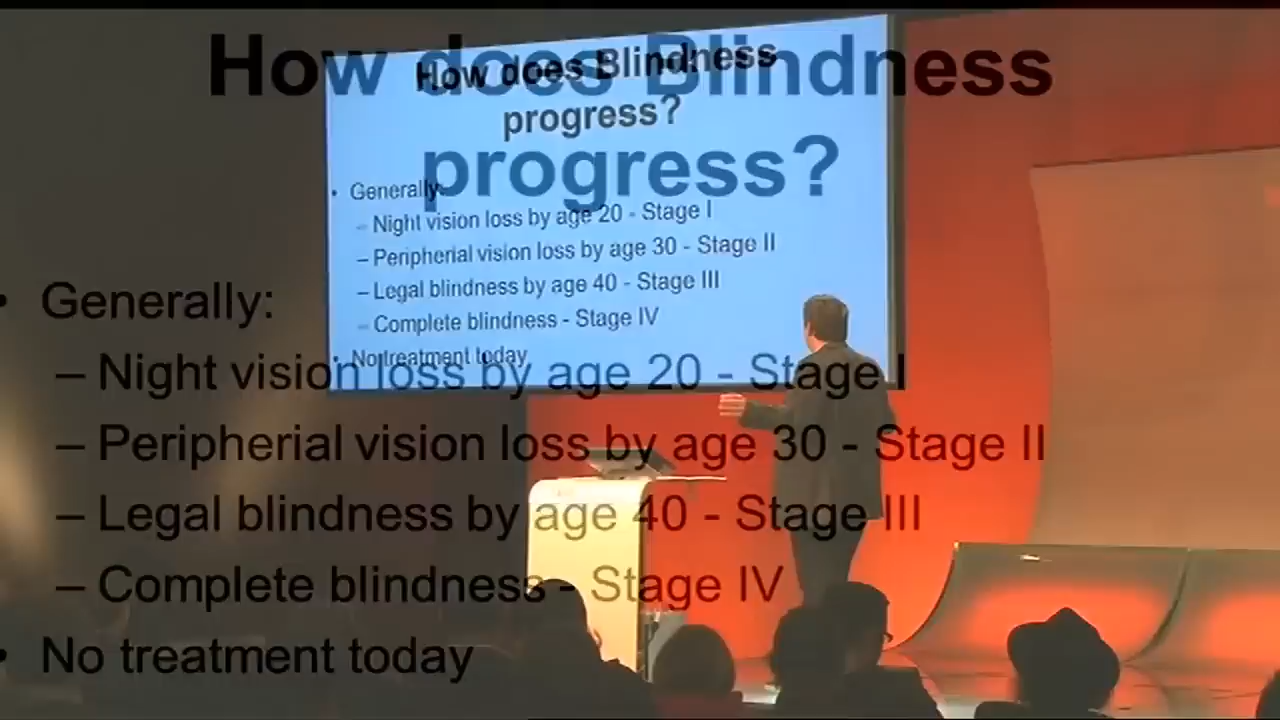 How does Blindness
progress?
• Generally:
– Night vision loss by age 20 - Stage I
– Peripherial vision loss by age 30 - Stage II
– Legal blindness by age 40 - Stage III
– Complete blindness - Stage IV
• No treatment today
How does Blindness
progress?
• Generally:
– Night vision loss by age 20 - Stage I
– Peripherial vision loss by age 30 - Stage II
– Legal blindness by age 40 - Stage III
– Complete blindness - Stage IV
• No treatment today